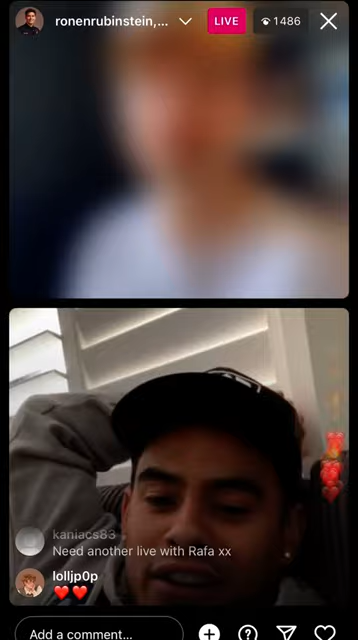 ronenrubinstein,...
LIVE
1486
kaniacs83
Need another live with Rafa xx
lolljp0p
Add a comment...